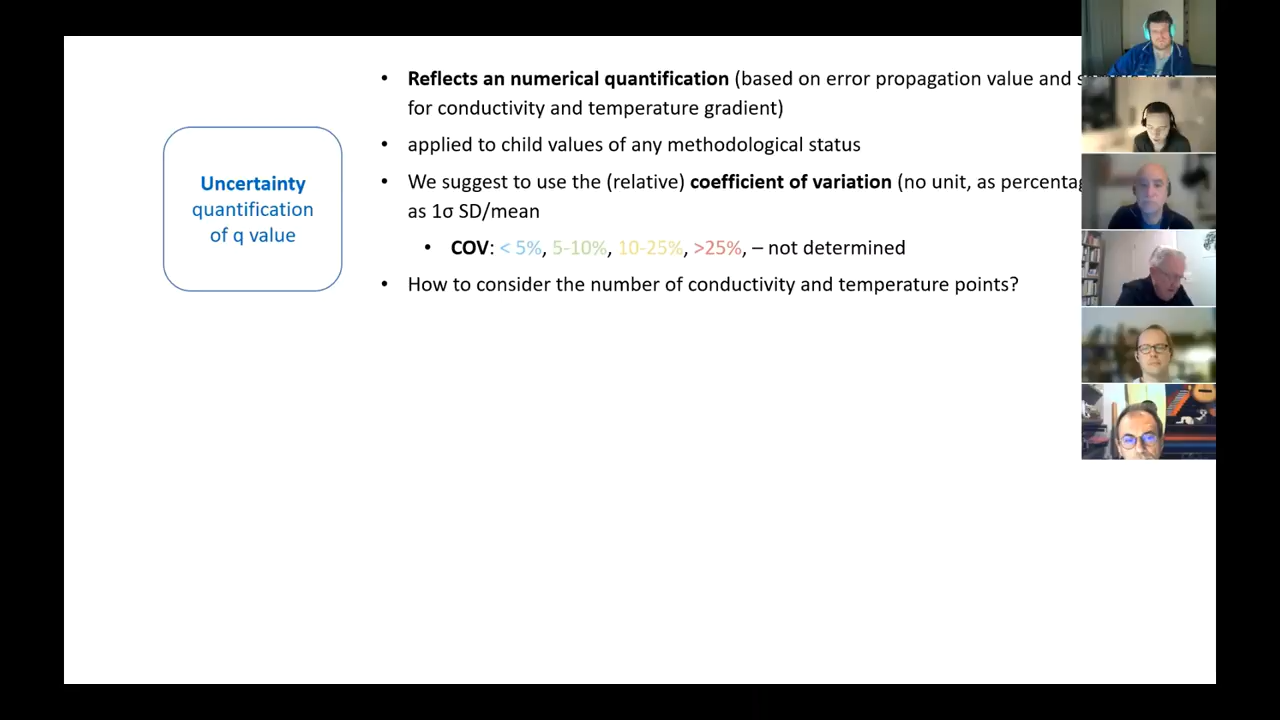 Uncertainty
quantification
of q value
• Reflects an numerical quantification (based on error propagation value and
for conductivity and temperature gradient)
• applied to child values of any methodological status
• We suggest to use the (relative) coefficient of variation (no unit, as
as 1σ SD/mean
• COV: < 5%, 5-10%, 10-25%, >25%, – not determined
• How to consider the number of conductivity and temperature points?